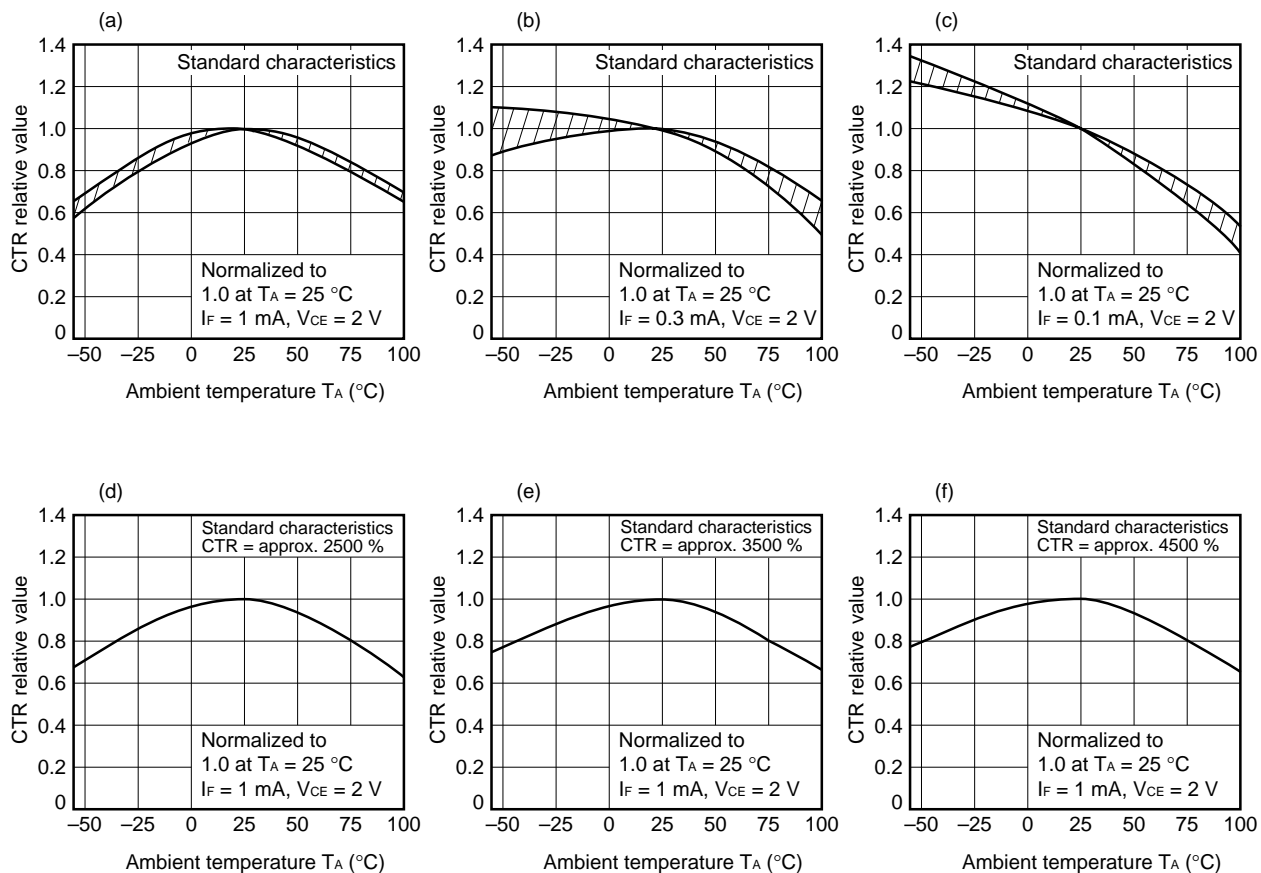 (a)
CTR relative value
1.4
1.2
1.0
0.8
0.6
0.4
0.2
0
Standard characteristics
Normalized to
1.0 at TA = 25 °C
IF = 1 mA, VCE = 2 V
–50 –25 0 25 50 75 100
Ambient temperature TA (°C)
(b)
CTR relative value
1.4
1.2
1.0
0.8
0.6
0.4
0.2
0
Standard characteristics
Normalized to
1.0 at TA = 25 °C
IF = 0.3 mA, VCE = 2 V
–50 –25 0 25 50 75 100
Ambient temperature TA (°C)
(c)
CTR relative value
1.4
1.2
1.0
0.8
0.6
0.4
0.2
0
Standard characteristics
Normalized to
1.0 at TA = 25 °C
IF = 0.1 mA, VCE = 2 V
–50 –25 0 25 50 75 100
Ambient temperature TA (°C)
(d)
CTR relative value
1.4
1.2
1.0
0.8
0.6
0.4
0.2
0
Standard characteristics
CTR = approx. 2500 %
Normalized to
1.0 at TA = 25 °C
IF = 1 mA, VCE = 2 V
–50 –25 0 25 50 75 100
Ambient temperature TA (°C)
(e)
CTR relative value
1.4
1.2
1.0
0.8
0.6
0.4
0.2
0
Standard characteristics
CTR = approx. 3500 %
Normalized to
1.0 at TA = 25 °C
IF = 1 mA, VCE = 2 V
–50 –25 0 25 50 75 100
Ambient temperature TA (°C)
(f)
CTR relative value
1.4
1.2
1.0
0.8
0.6
0.4
0.2
0
Standard characteristics
CTR = approx. 4500 %
Normalized to
1.0 at TA = 25 °C
IF = 1 mA, VCE = 2 V
–50 –25 0 25 50 75 100
Ambient temperature TA (°C)